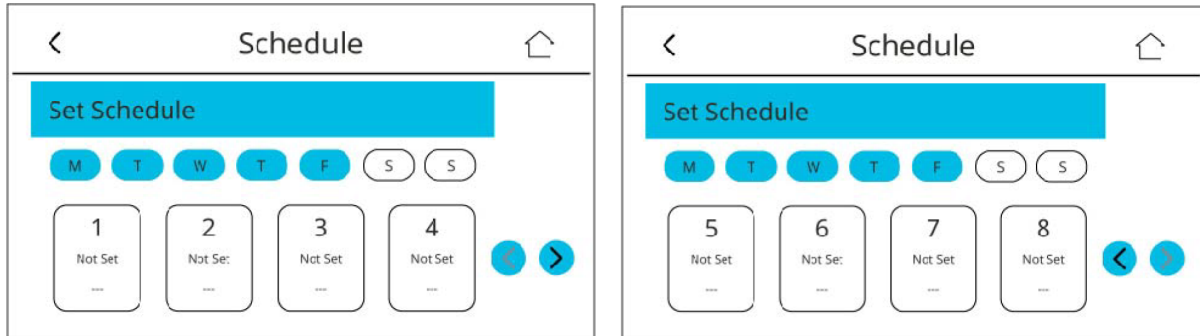 Schedule
Set Schedule
M T W T F S S
1 2 3 4
Not Set Not Set Not Set Not Set
--- --- --- ---
Schedule
Set Schedule
M T W T F S S
5 6 7 8
Not Set Not Set Not Set Not Set
--- --- --- ---